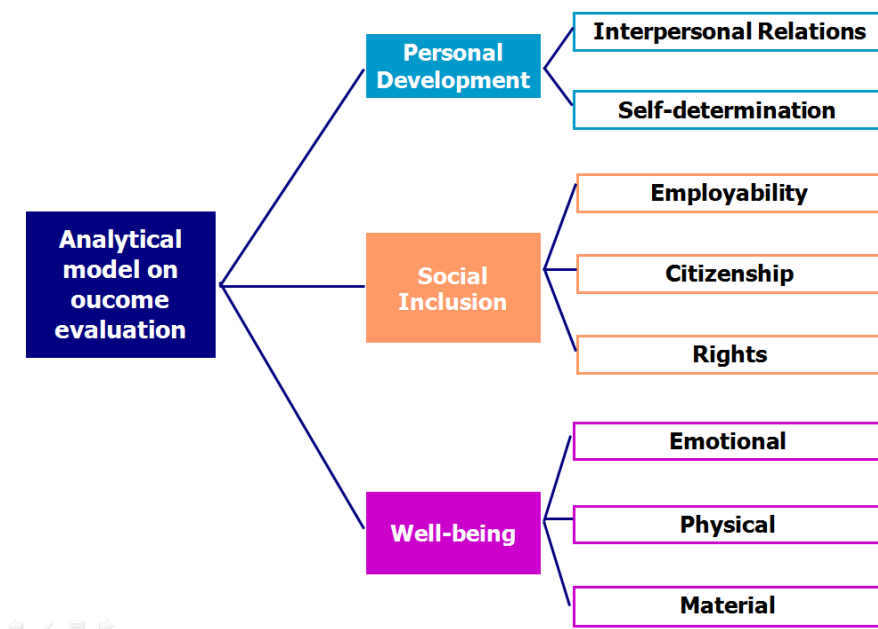 Personal
Development
Interpersonal Relations
Self-determination
Analytical
model on
oucome
evaluation
Social
Inclusion
Employability
Citizenship
Rights
Well-being
Emotional
Physical
Material